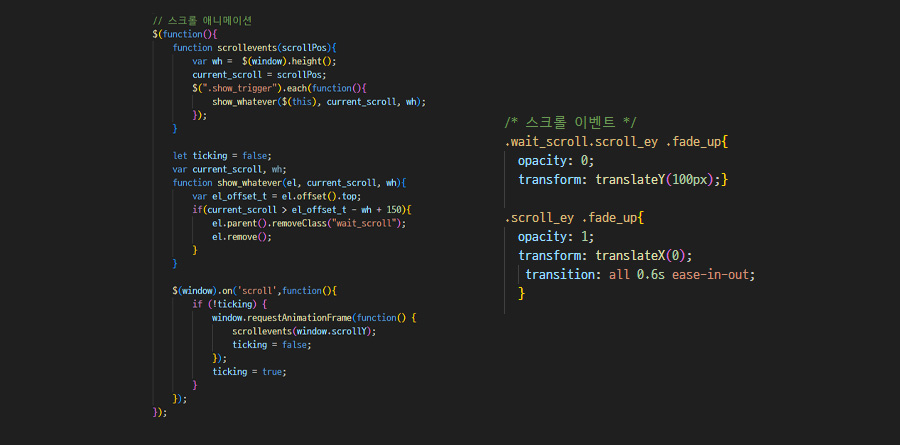 // 스크롤 애니메이션
$(function(){
    function scrollevents(scrollPos){
        var wh =  $(window).height();
        current_scroll = scrollPos;
        $(".show_trigger").each(function(){
            show_whatever($(this), current_scroll, wh);
        });
    }

    let ticking = false;
    var current_scroll, wh;
    function show_whatever(el, current_scroll, wh){
        var el_offset_t = el.offset().top;
        if(current_scroll > el_offset_t - wh + 150){
            el.parent().removeClass("wait_scroll");
            el.remove();
        }
    }

    $(window).on('scroll',function(){
        if (!ticking) {
            window.requestAnimationFrame(function() {
                scrollevents(window.scrollY);
                ticking = false;
            });
            ticking = true;
        }
    });
});

/* 스크롤 이벤트 */
.wait_scroll.scroll_ey .fade_up{
  opacity: 0;
  transform: translateY(100px);}

.scroll_ey .fade_up{
  opacity: 1;
  transform: translateX(0);
   transition: all 0.6s ease-in-out;
  }